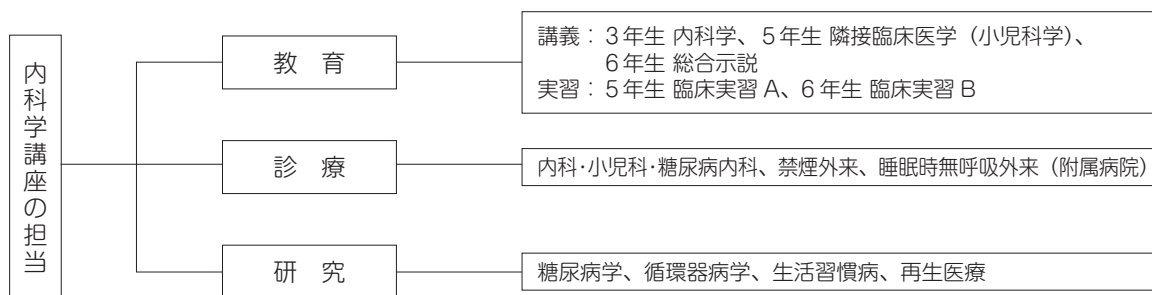 内科学講座の担当
教 育
講義： 3年生 内科学、5年生 隣接臨床医学（小児科学）、
6年生 総合示説
実習： 5年生 臨床実習 A、6年生 臨床実習 B
診 療
内科･小児科･糖尿病内科、禁煙外来、睡眠時無呼吸外来（附属病院）
研 究
糖尿病学、循環器病学、生活習慣病、再生医療